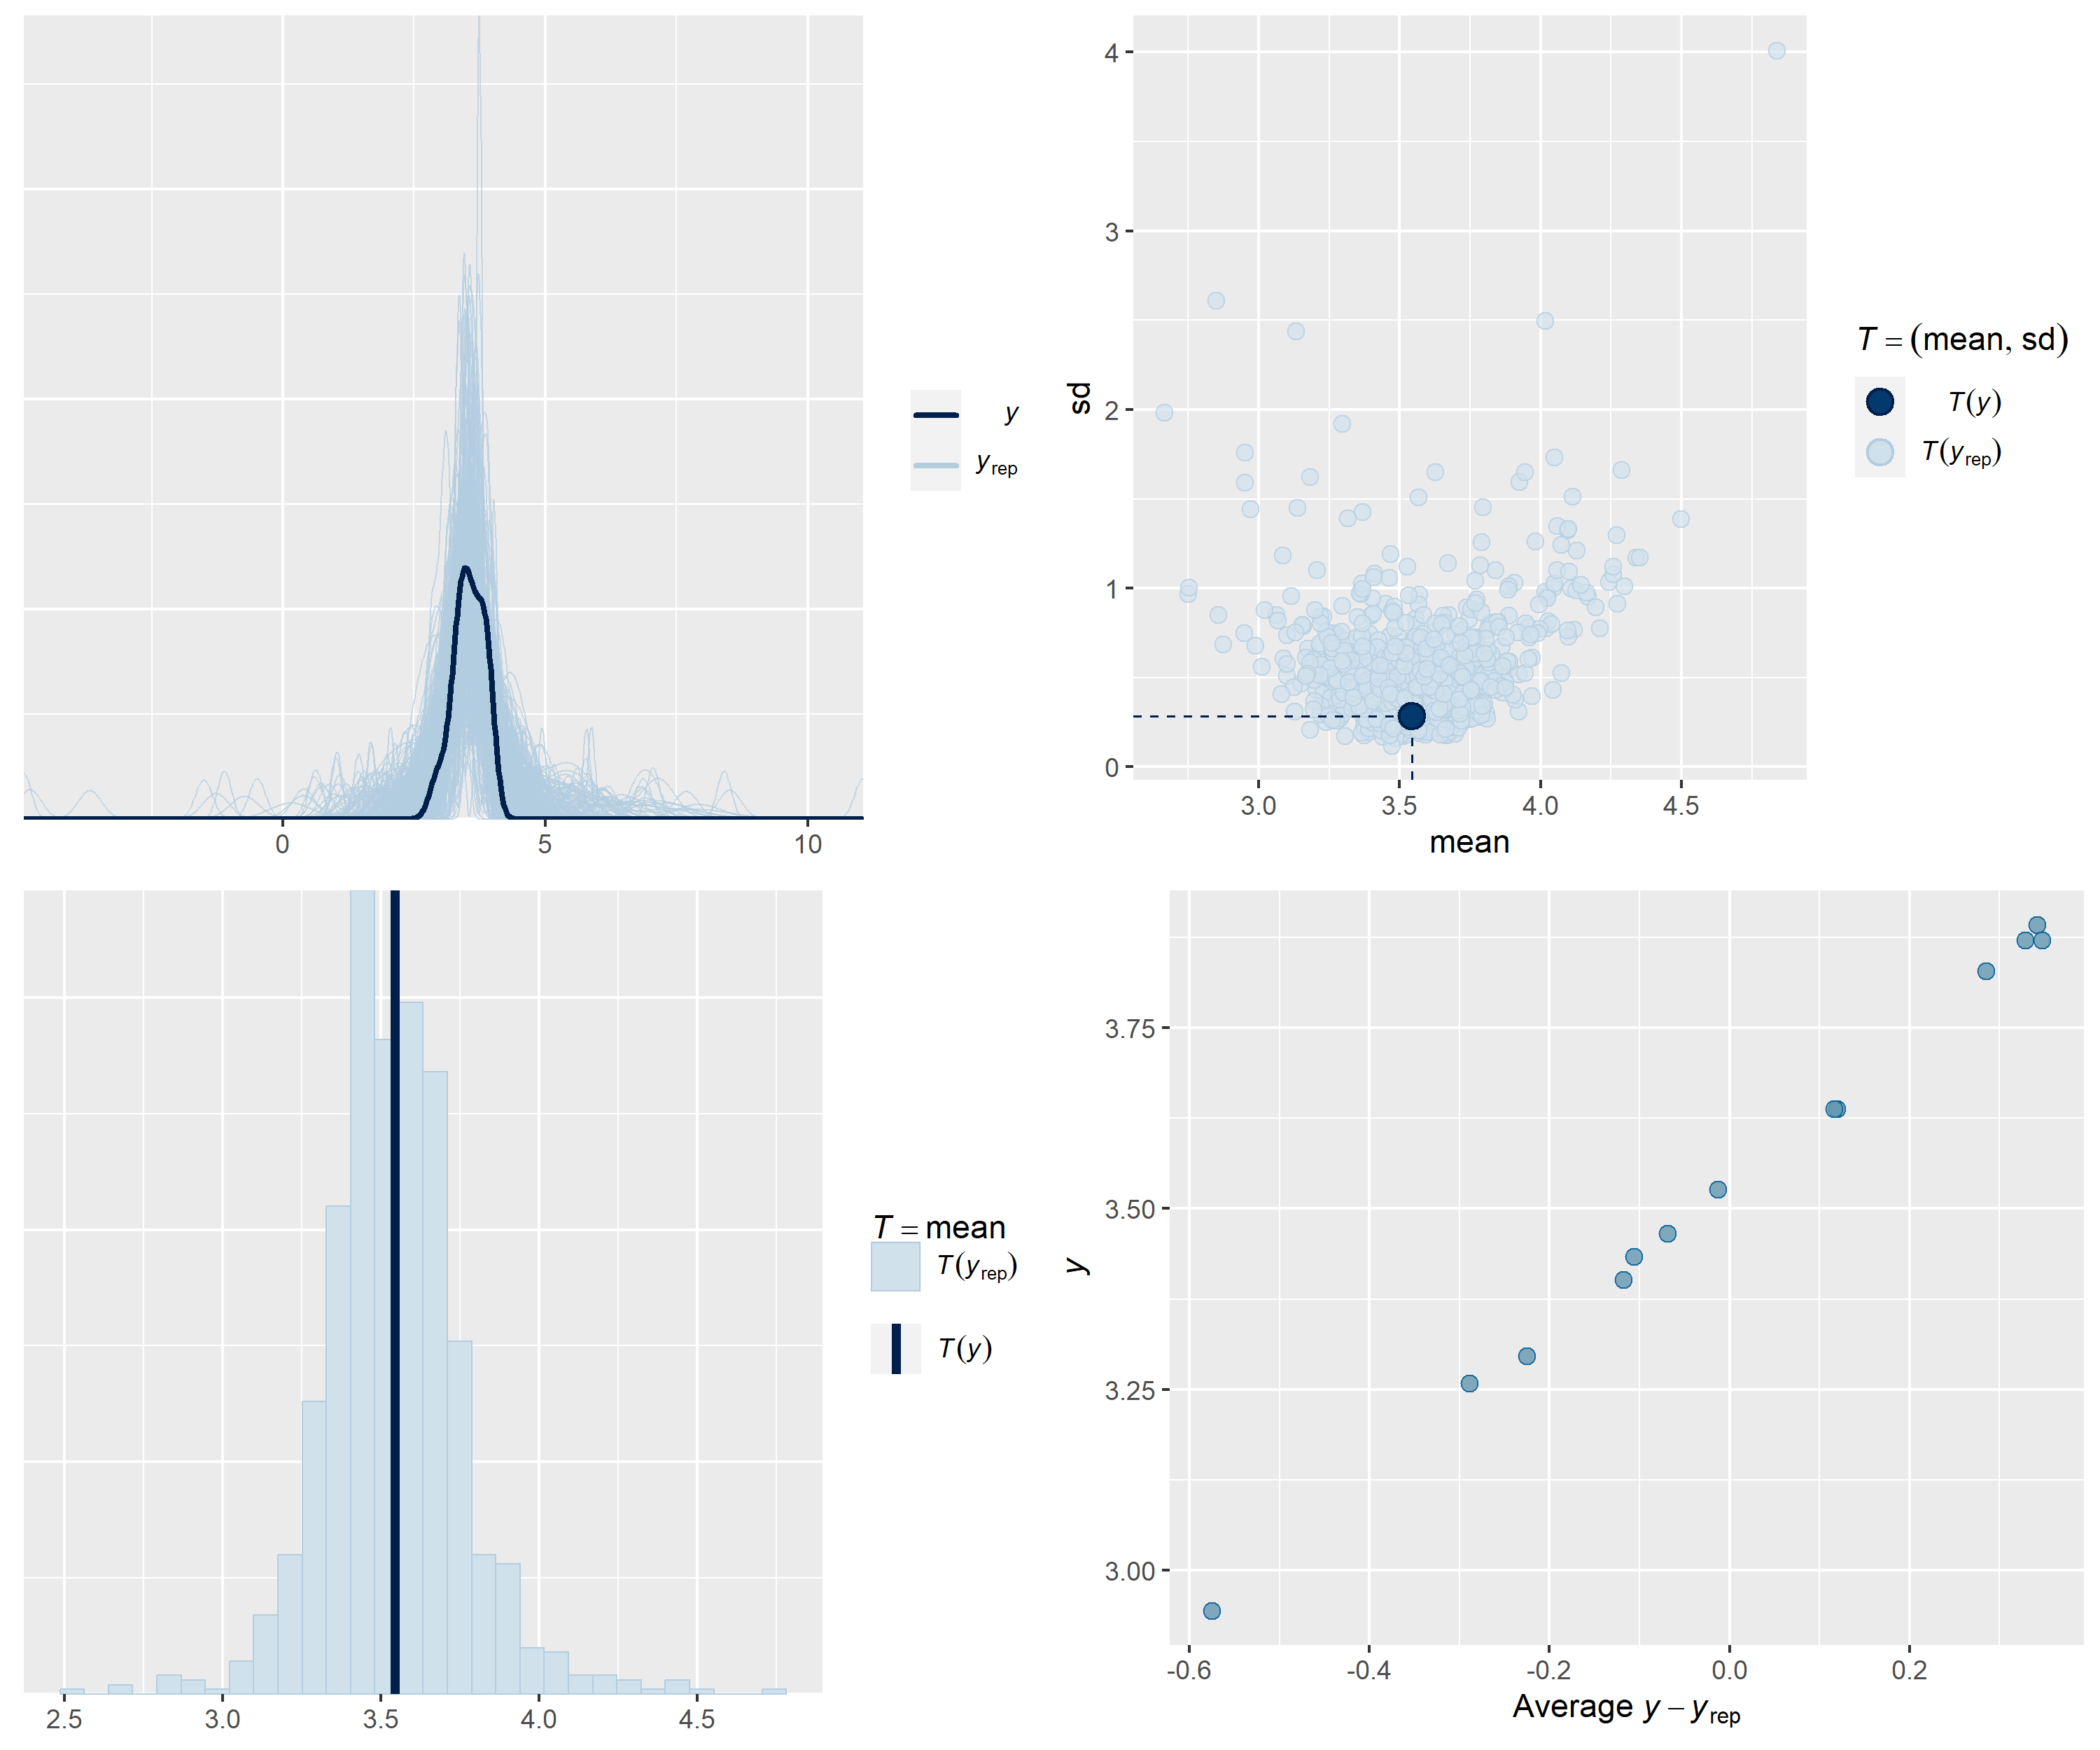 y
y_rep
0 5 10
4
3
2
1
0
sd
3.0 3.5 4.0 4.5
mean
T = (mean, sd)
T(y)
T(y_rep)
2.5 3.0 3.5 4.0 4.5
T = mean
T(y_rep)
T(y)
3.75
3.50
3.25
3.00
y
-0.6 -0.4 -0.2 0.0 0.2
Average y − y_rep